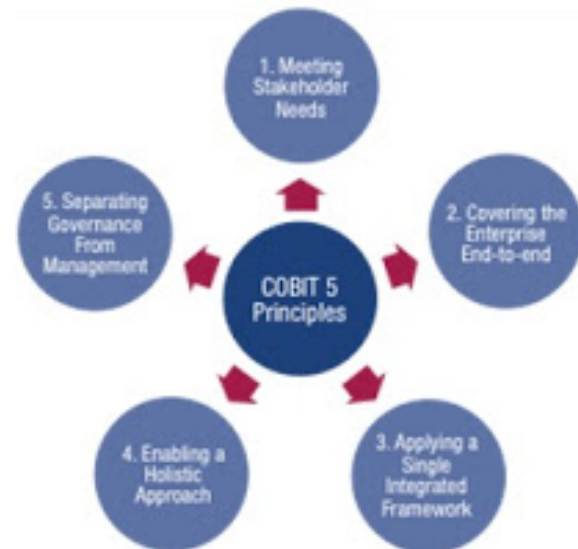 1. Meeting
Stakeholder
Needs
5. Separating
Governance
From
Management
2. Covering the
Enterprise
End-to-end
COBIT 5
Principles
4. Enabling a
Holistic
Approach
3. Applying a
Single
Integrated
Framework